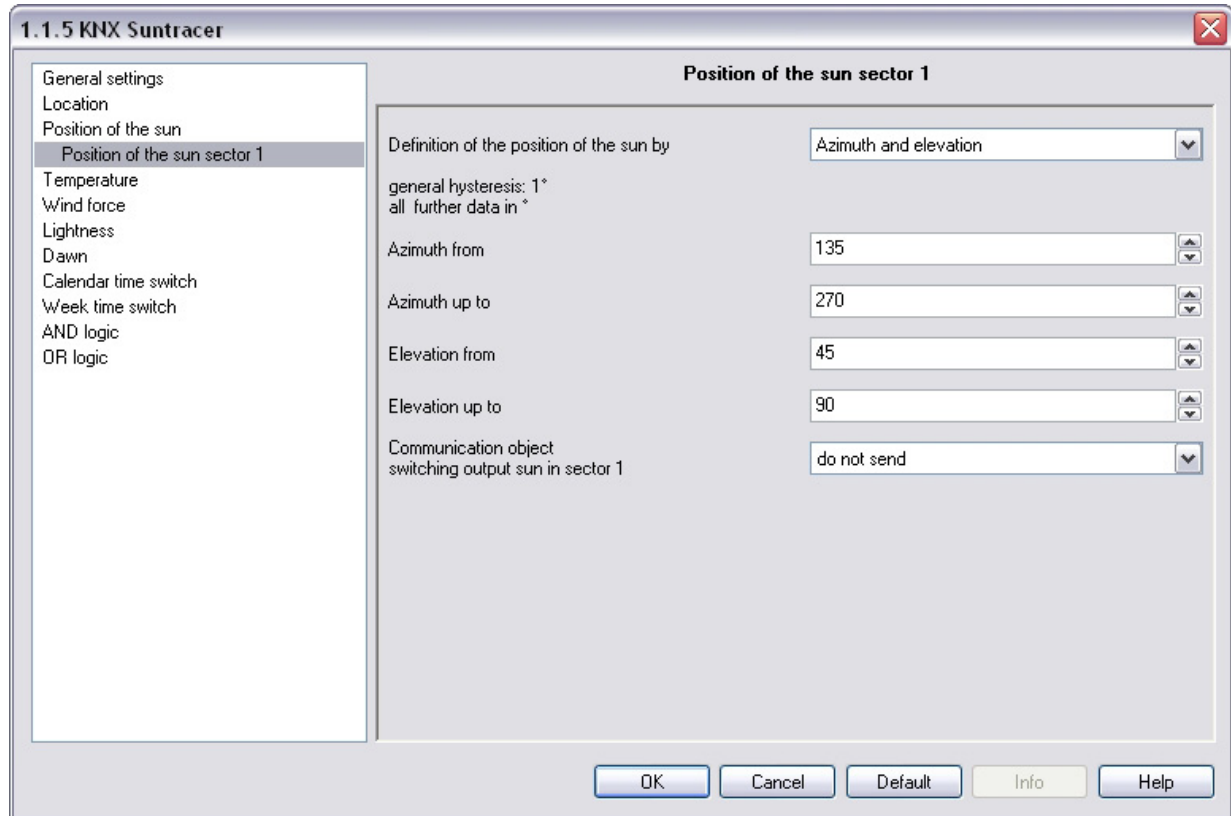 1.1.5 KNX Suntracer
General settings
Location
Position of the sun
Position of the sun sector 1
Temperature
Wind force
Lightness
Dawn
Calendar time switch
Week time switch
AND logic
OR logic
Position of the sun sector 1
Definition of the position of the sun by
Azimuth and elevation
general hysteresis: 1°
all further data in °
Azimuth from
135
Azimuth up to
270
Elevation from
45
Elevation up to
90
Communication object
switching output sun in sector 1
do not send
OK
Cancel
Default
Info
Help